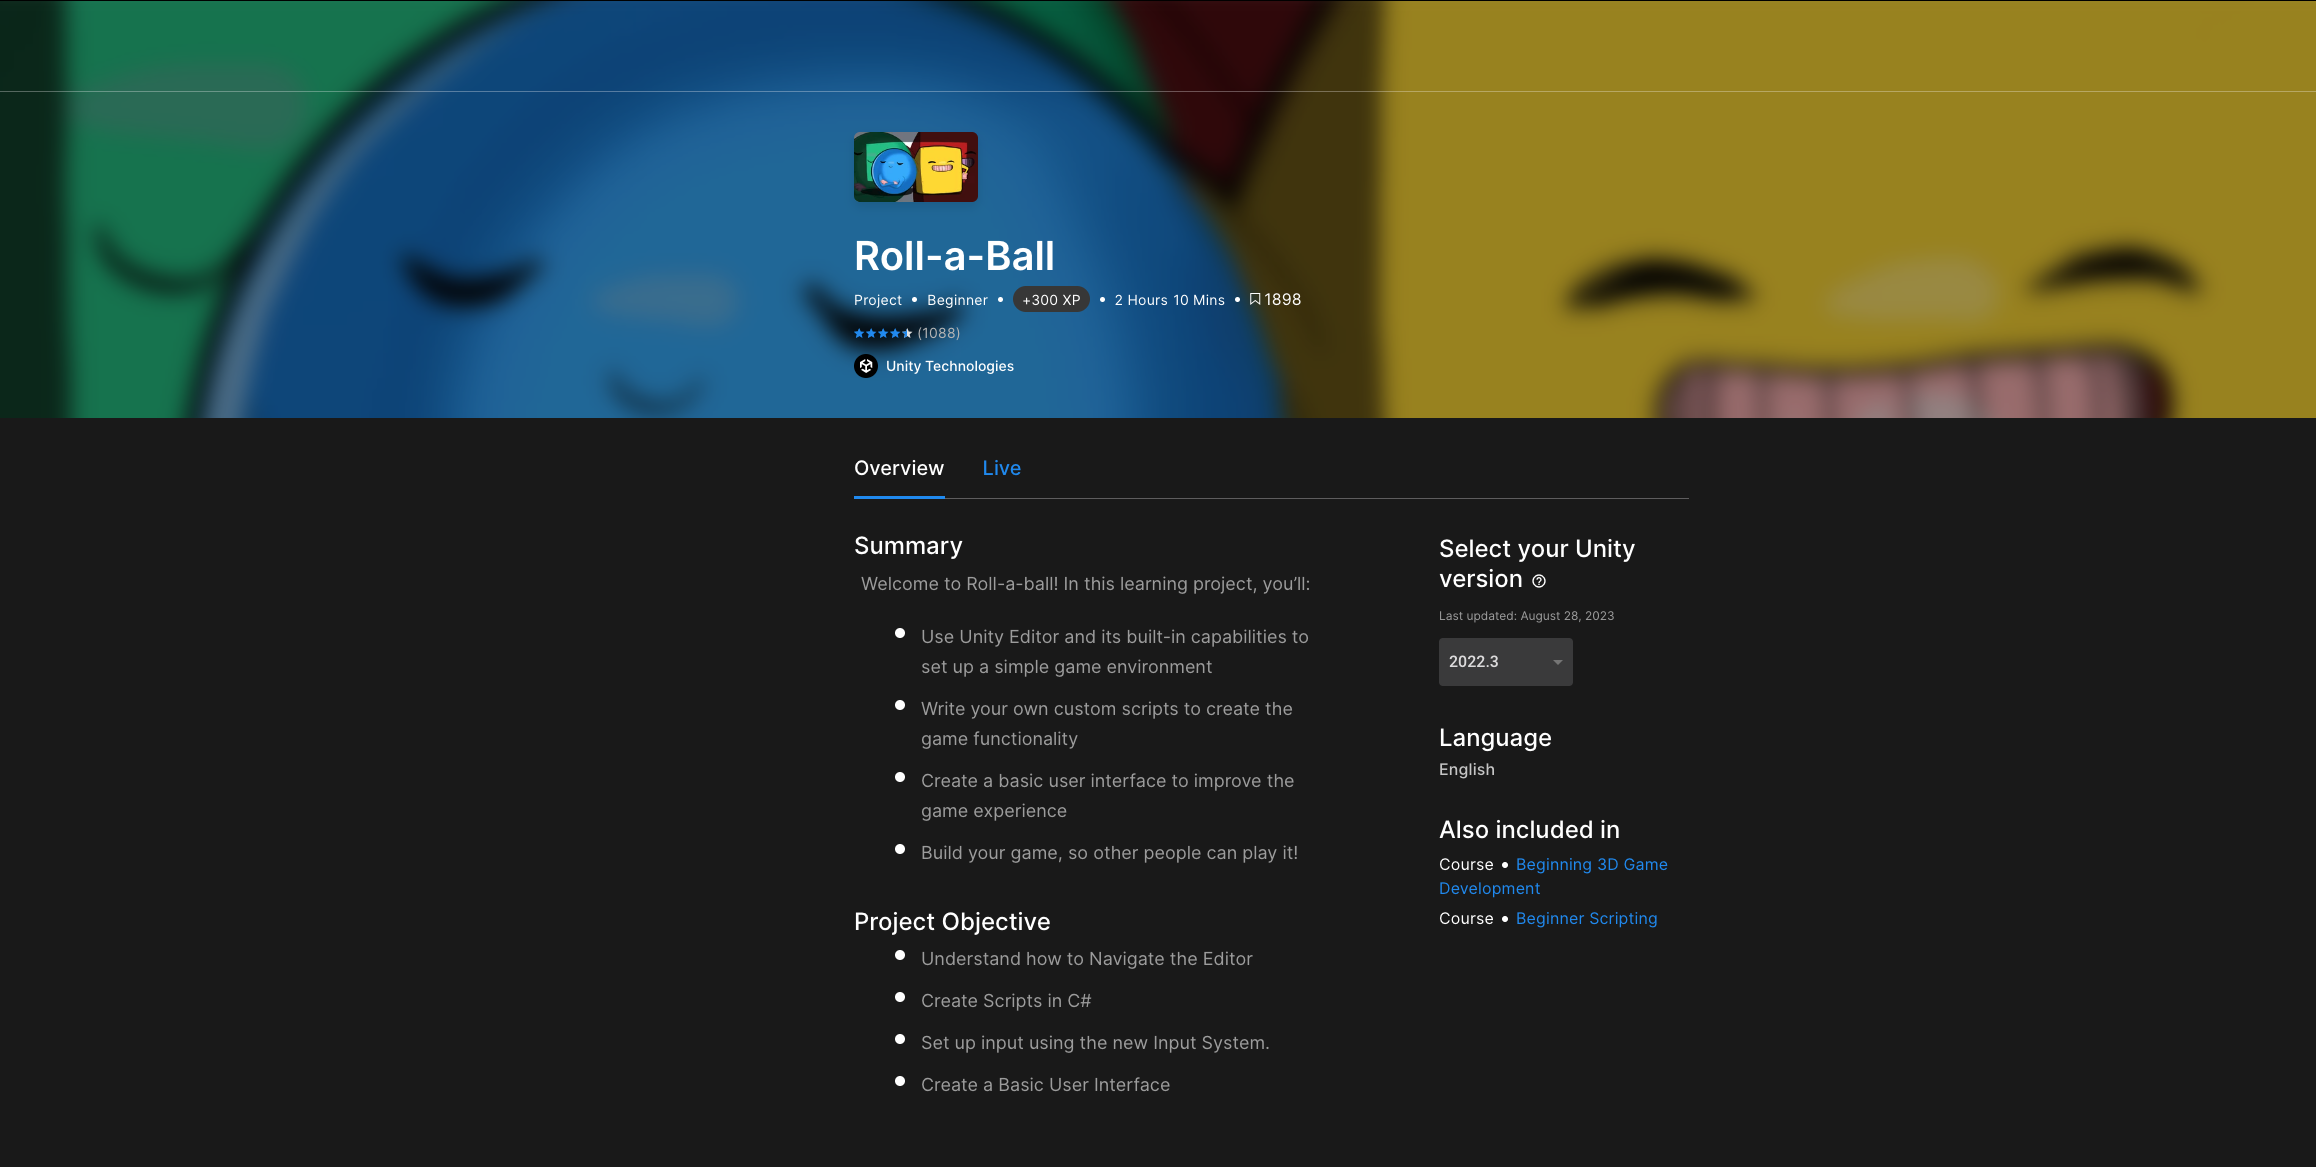 Roll-a-Ball
Project • Beginner • +300 XP • 2 Hours 10 Mins • 1898
(1088)
Unity Technologies
Overview Live
Summary
Welcome to Roll-a-ball! In this learning project, you’ll:
• Use Unity Editor and its built-in capabilities to
set up a simple game environment
• Write your own custom scripts to create the
game functionality
• Create a basic user interface to improve the
game experience
• Build your game, so other people can play it!
Project Objective
• Understand how to Navigate the Editor
• Create Scripts in C#
• Set up input using the new Input System.
• Create a Basic User Interface
Select your Unity
version
Last updated: August 28, 2023
2022.3
Language
English
Also included in
Course • Beginning 3D Game
Development
Course • Beginner Scripting